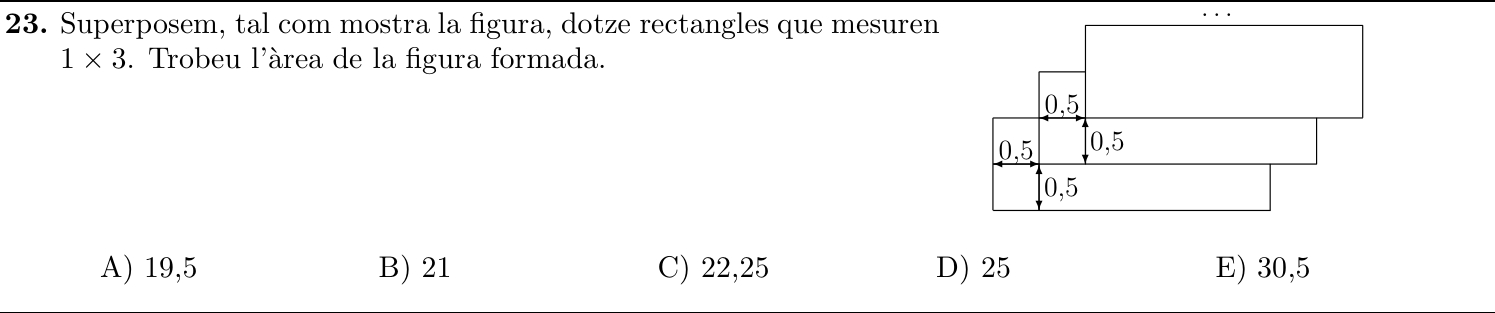 23. Superposem, tal com mostra la figura, dotze rectangles que mesuren
1 × 3. Trobeu l'àrea de la figura formada.
...
0,5
0,5
0,5
0,5
A) 19,5 B) 21 C) 22,25 D) 25 E) 30,5